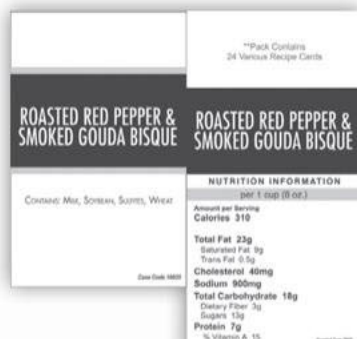 ROASTED RED PEPPER &
SMOKED GOUDA BISQUE
CONTAINS: MILK, SOYBEAN, SULFITES, WHEAT
**Pack Contains
24 Various Recipe Cards
ROASTED RED PEPPER &
SMOKED GOUDA BISQUE
NUTRITION INFORMATION
per 1 cup (8 oz.)
Amount per Serving
Calories 310
Total Fat 23g
Saturated Fat 9g
Trans Fat 0.5g
Cholesterol 40mg
Sodium 900mg
Total Carbohydrate 18g
Dietary Fiber 3g
Sugars 13g
Protein 7g
% Vitamin A 15